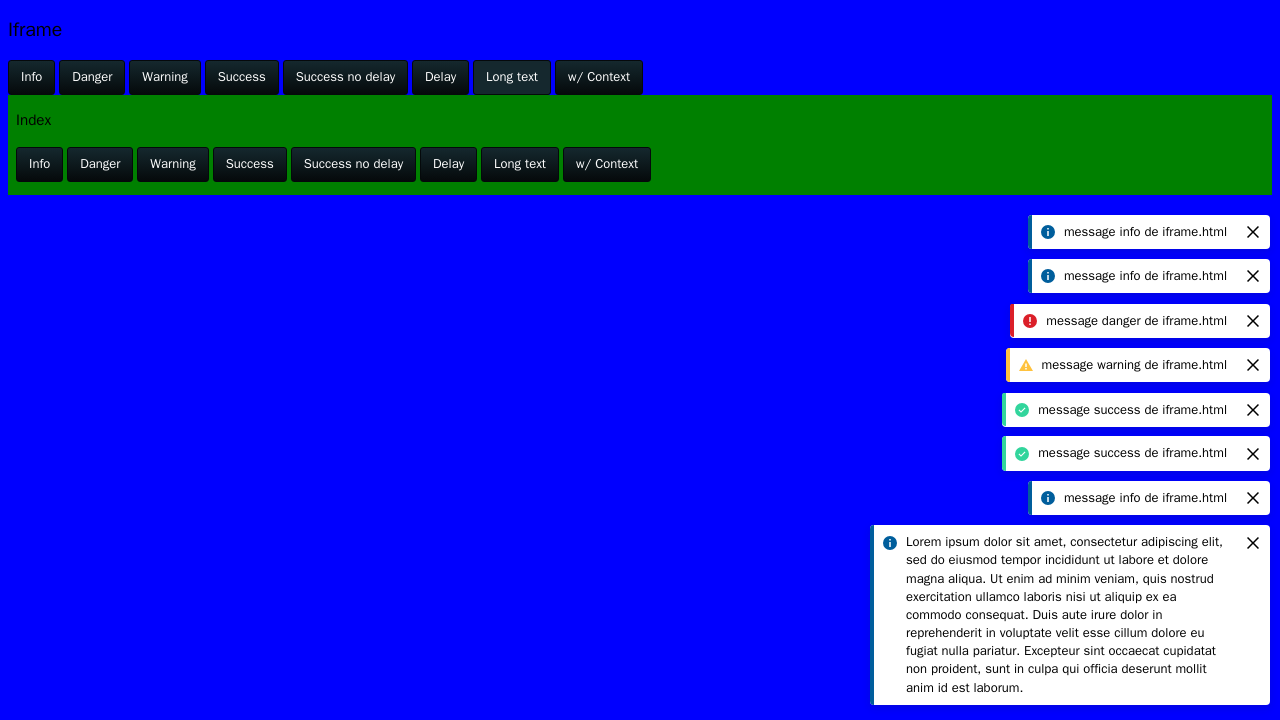 Iframe
Info Danger Warning Success Success no delay Delay Long text w/ Context
Index
Info Danger Warning Success Success no delay Delay Long text w/ Context
message info de iframe.html
message info de iframe.html
message danger de iframe.html
message warning de iframe.html
message success de iframe.html
message success de iframe.html
message info de iframe.html
Lorem ipsum dolor sit amet, consectetur adipiscing elit,
sed do eiusmod tempor incididunt ut labore et dolore
magna aliqua. Ut enim ad minim veniam, quis nostrud
exercitation ullamco laboris nisi ut aliquip ex ea
commodo consequat. Duis aute irure dolor in
reprehenderit in voluptate velit esse cillum dolore eu
fugiat nulla pariatur. Excepteur sint occaecat cupidatat
non proident, sunt in culpa qui officia deserunt mollit
anim id est laborum.